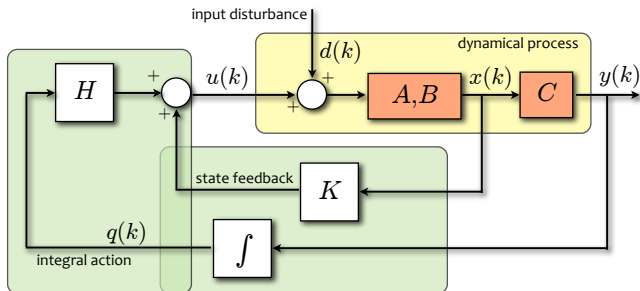 input disturbance
d(k)
dynamical process
+
H
+
u(k)
+
+
A,B
x(k)
C
y(k)
state feedback
K
q(k)
∫
integral action